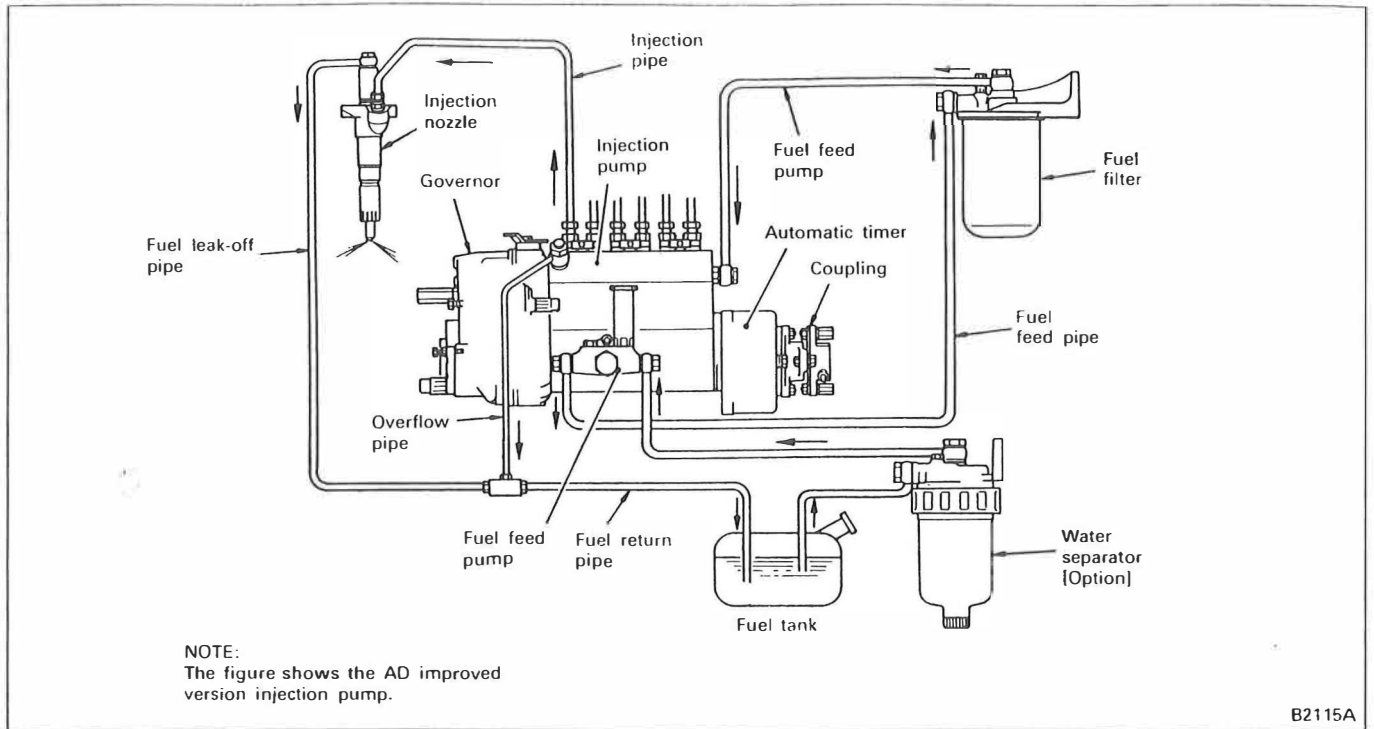 Injection
pipe
Injection
nozzle
Injection
pump
Governor
Fuel feed
pump
Fuel
filter
Automatic timer
Coupling
Fuel leak-off
pipe
Fuel
feed pipe
Overflow
pipe
Fuel feed
pump
Fuel return
pipe
Water
separator
[Option]
Fuel tank
NOTE:
The figure shows the AD improved
version injection pump.
B2115A